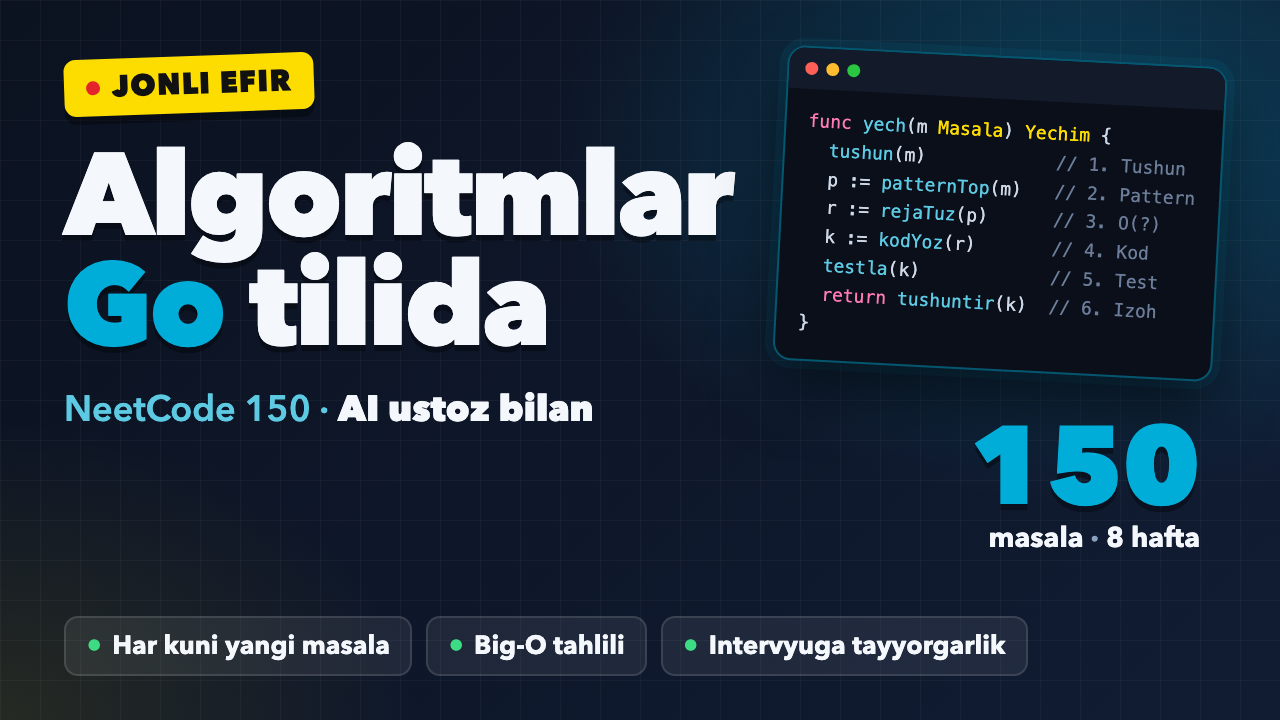 JONLI EFIR
Algoritmlar
Go tilida
NeetCode 150 · AI ustoz bilan
func yech(m Masala) Yechim {
  tushun(m)            // 1. Tushun
  p := patternTop(m)   // 2. Pattern
  r := rejaTuz(p)      // 3. O(?)
  k := kodYoz(r)       // 4. Kod
  testla(k)            // 5. Test
  return tushuntir(k)  // 6. Izoh
}
150
masala · 8 hafta
Har kuni yangi masala
Big-O tahlili
Intervyuga tayyorgarlik